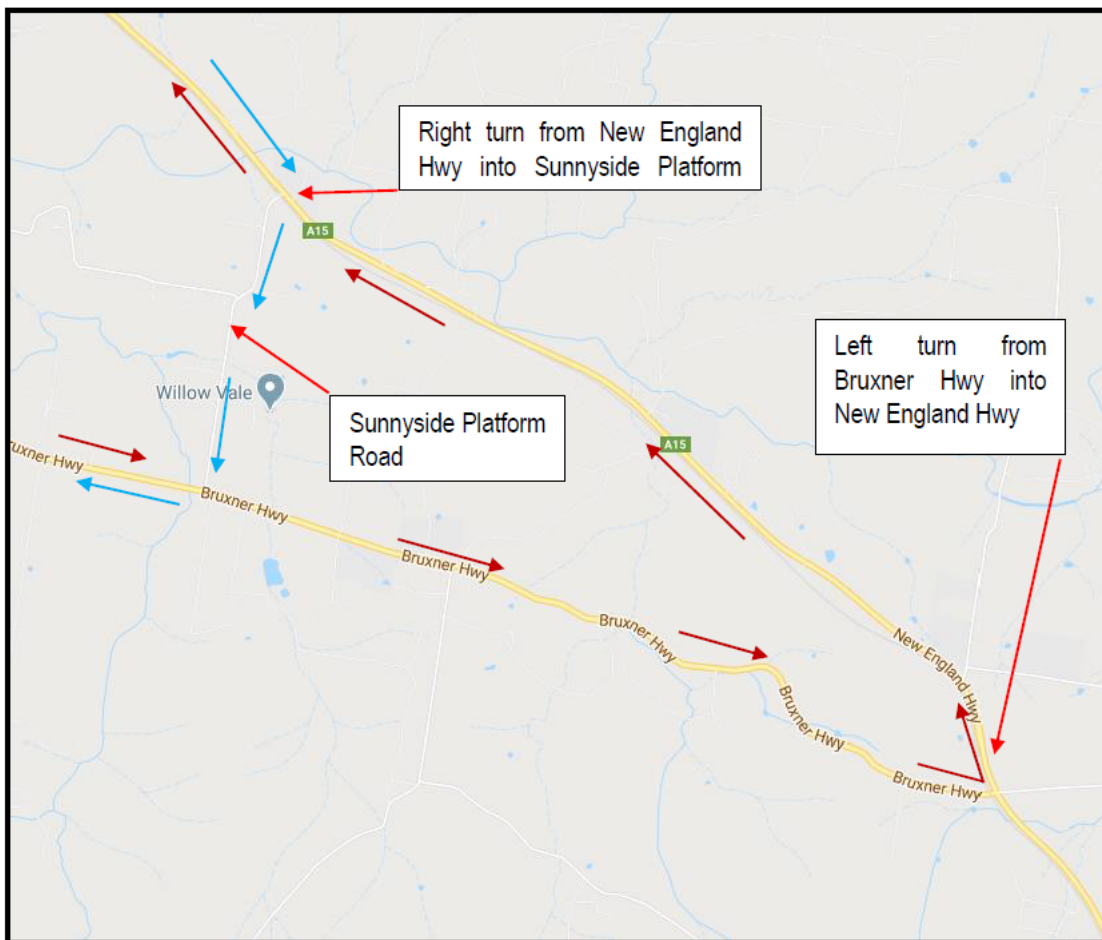 Right turn from New England
Hwy into Sunnyside Platform
A15
Left turn from
Bruxner Hwy into
New England Hwy
Willow Vale
Sunnyside Platform
Road
A15
ruxner Hwy
Bruxner Hwy
Bruxner Hwy
Bruxner Hwy
New England Hwy
Bruxner Hwy
Bruxner Hwy